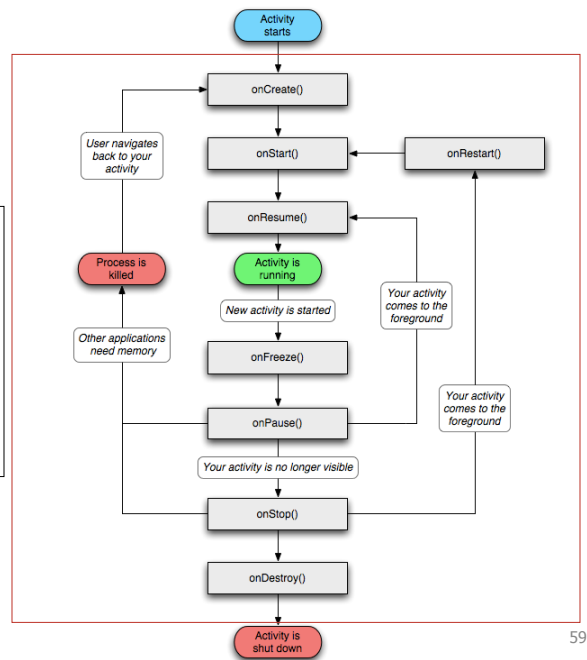 Activity
starts
onCreate()
User navigates
back to your
activity
onStart()
onRestart()
onResume()
Process is
killed
Activity is
running
New activity is started
Your activity
comes to the
foreground
Other applications
need memory
onFreeze()
onPause()
Your activity
comes to the
foreground
Your activity is no longer visible
onStop()
onDestroy()
Activity is
shut down
59